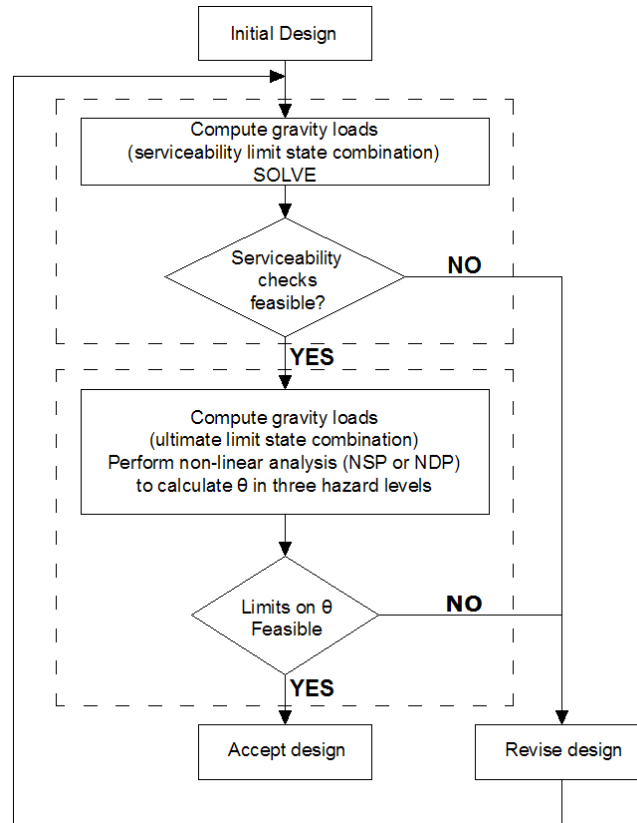 Initial Design
Compute gravity loads
(serviceability limit state combination)
SOLVE
Serviceability
checks
feasible?
NO
YES
Compute gravity loads
(ultimate limit state combination)
Perform non-linear analysis (NSP or NDP)
to calculate θ in three hazard levels
Limits on θ
Feasible
NO
YES
Accept design
Revise design